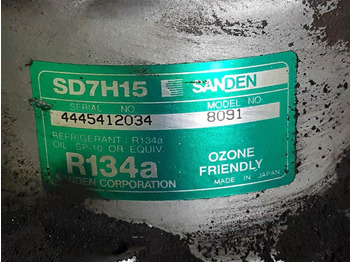 SD7H15 SANDEN
SERIAL NO MODEL NO.
4445412034 8091
REFRIGERANT : R134a
OIL SP-10 OR EQUIV.
R134a OZONE
FRIENDLY
SANDEN CORPORATION MADE IN JAPAN